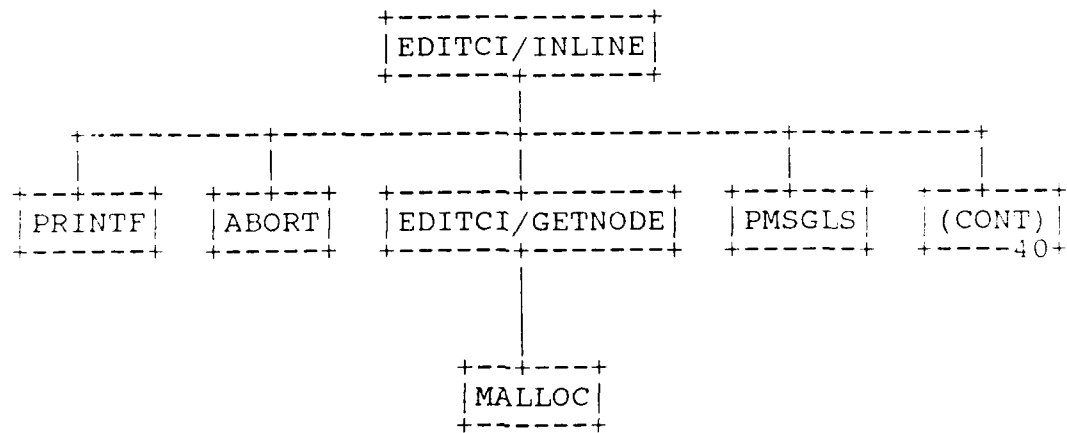 EDITCI/INLINE
PRINTF ABORT EDITCI/GETNODE PMSGLS (CONT)
40
MALLOC